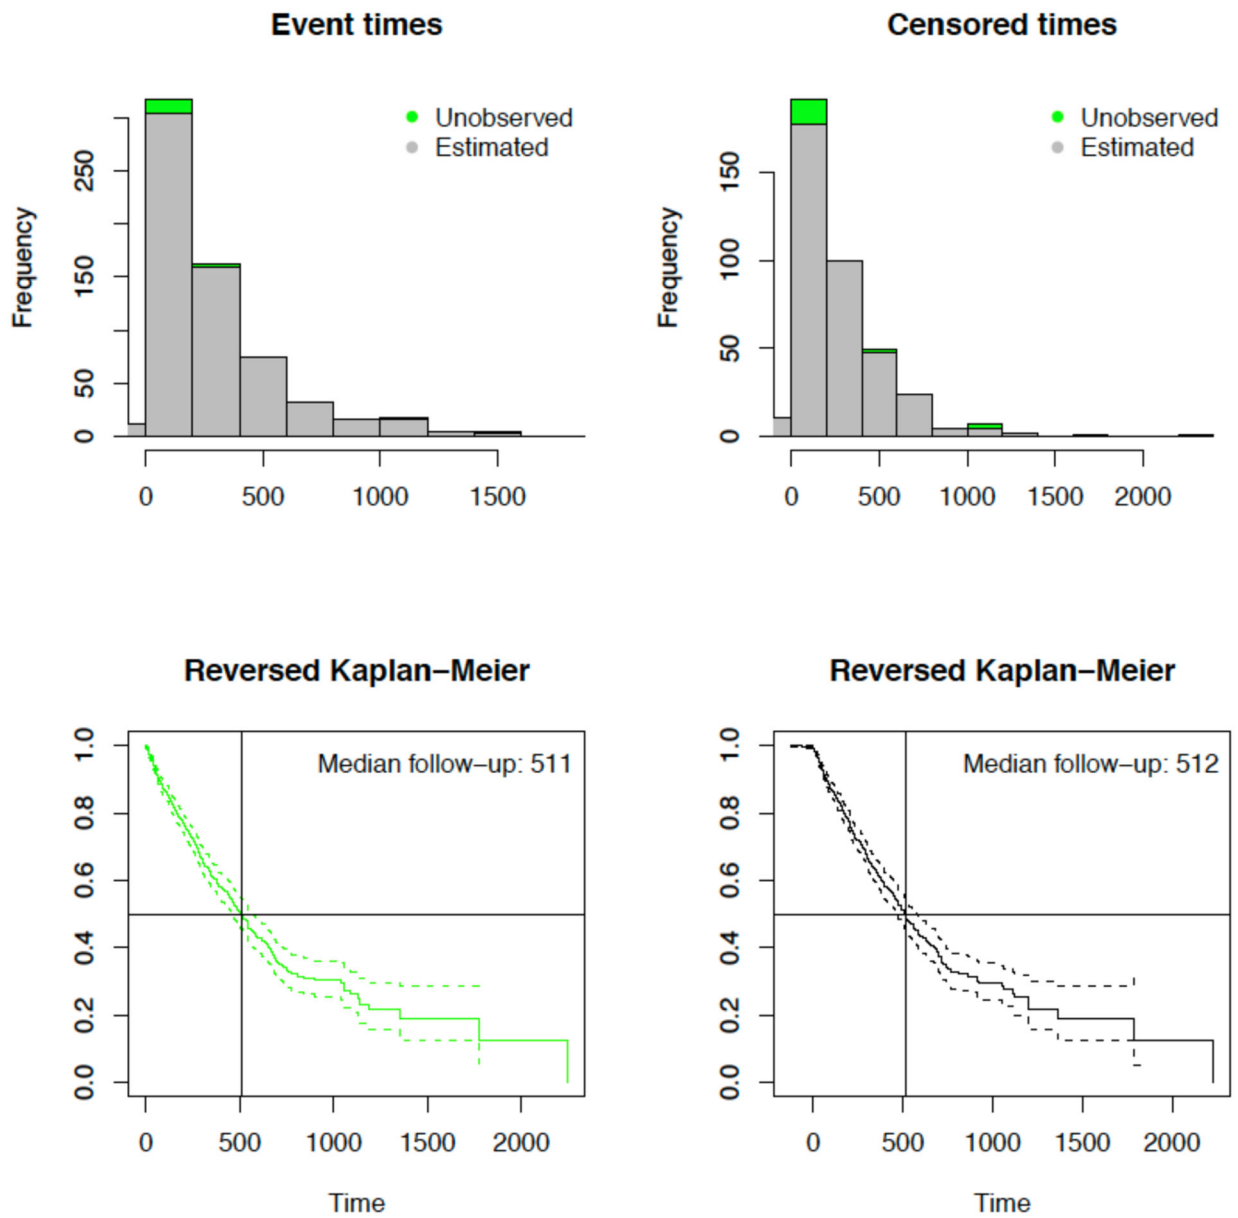 Event times
Unobserved
Estimated
Frequency
0
50
150
250
0
500
1000
1500
Censored times
Unobserved
Estimated
Frequency
0
50
100
150
0
500
1000
1500
2000
Reversed Kaplan–Meier
Median follow–up: 511
0.0
0.2
0.4
0.6
0.8
1.0
0
500
1000
1500
2000
Time
Reversed Kaplan–Meier
Median follow–up: 512
0.0
0.2
0.4
0.6
0.8
1.0
0
500
1000
1500
2000
Time